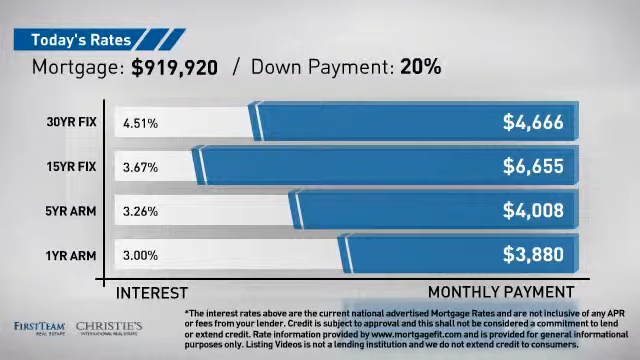 Today's Rates
Mortgage: $919,920 / Down Payment: 20%
30YR FIX 4.51% $4,666
15YR FIX 3.67% $6,655
5YR ARM 3.26% $4,008
1YR ARM 3.00% $3,880
INTEREST MONTHLY PAYMENT
*The interest rates above are the current national advertised Mortgage Rates and are not inclusive of any APR
or fees from your lender. Credit is subject to approval and this shall not be considered a commitment to lend
or extend credit. Rate information provided by www.mortgagefit.com and is provided for general informational
purposes only. Listing Videos is not a lending institution and we do not extend credit to consumers.
FIRSTTEAM CHRISTIE'S
REAL ESTATE INTERNATIONAL REAL ESTATE